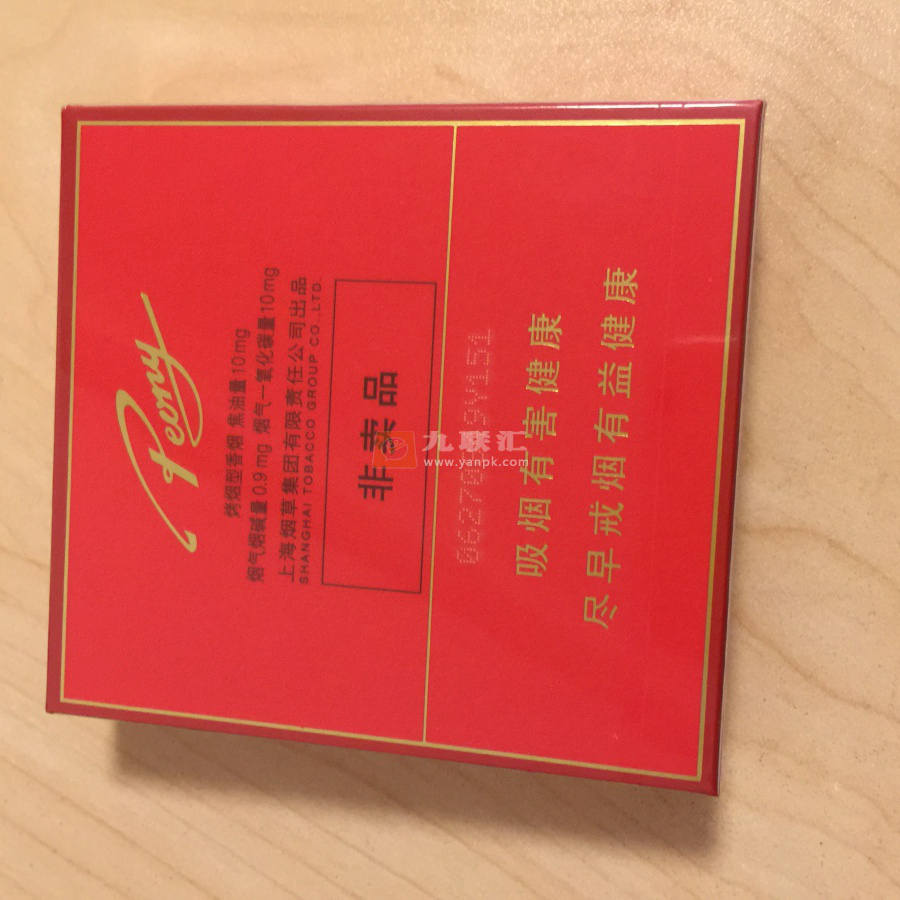 Peony
烤烟型香烟 焦油量10mg
烟气烟碱量0.9mg 烟气一氧化碳量10mg
上海烟草集团有限责任公司出品
SHANGHAI TOBACCO GROUP CO.,LTD.
非卖品
九联汇
www.yanpk.com
吸烟有害健康
尽早戒烟有益健康